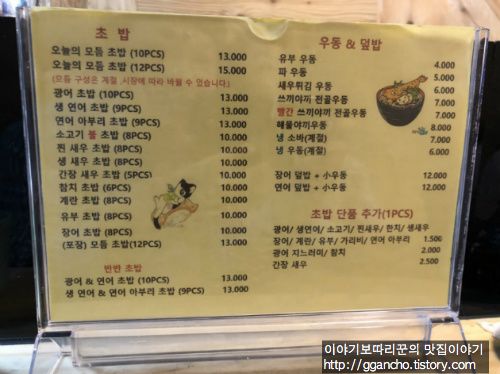 초 밥
오늘의 모듬 초밥 (10PCS) 13.000
오늘의 모듬 초밥 (12PCS) 15.000
(모듬 구성은 계절,시장에 따라 바뀔 수 있습니다.)
광어 초밥 (10PCS) 13.000
생 연어 초밥 (9PCS) 13.000
연어 아부리 초밥 (9PCS) 13.000
소고기 불 초밥 (8PCS) 10.000
찐 새우 초밥 (8PCS) 10.000
생 새우 초밥 (8PCS) 10.000
간장 새우 초밥 (5PCS) 10.000
참치 초밥 (6PCS) 10.000
계란 초밥 (8PCS) 10.000
유부 초밥 (8PCS) 10.000
장어 초밥 (8PCS) 10.000
(포장) 모듬 초밥(12PCS) 13.000
반반 초밥
광어 & 연어 초밥 (10PCS) 13.000
생 연어 & 연어 아부리 초밥 (9PCS) 13.000
우동 & 덮밥
유부 우동 4.000
파 우동 5.000
새우튀김 우동 6.000
쓰끼야끼 전골우동 7.000
빨간 쓰끼야끼 전골우동 7.000
해물야끼우동 8.000
냉 소바(계절) 7.000
냉 우동(계절) 6.000
장어 덮밥 + 小우동 12.000
연어 덮밥 + 小우동 12.000
초밥 단품 추가(1PCS)
광어/ 생연어/ 소고기/ 찐새우/ 한치/ 생새우
장어/ 계란/ 유부/ 가리비/ 연어 아부리 1.500
광어 지느러미/ 참치 2.000
간장 새우 2.500
이야기보따리꾼의 맛집이야기
http://ggancho.tistory.com